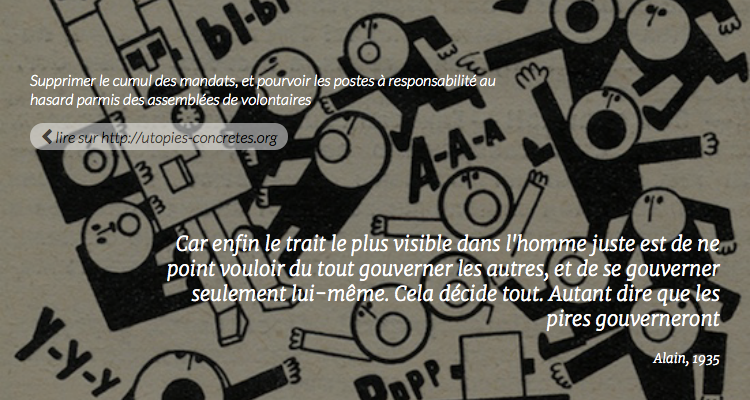 ы-ы-ы
Supprimer le cumul des mandats, et pourvoir les postes à responsabilité au
hasard parmis des assemblées de volontaires
lire sur http://utopies-concretes.org
А-А-А
Car enfin le trait le plus visible dans l'homme juste est de ne
point vouloir du tout gouverner les autres, et de se gouverner
seulement lui-même. Cela décide tout. Autant dire que les
pires gouverneront
Alain, 1935
У-у-у